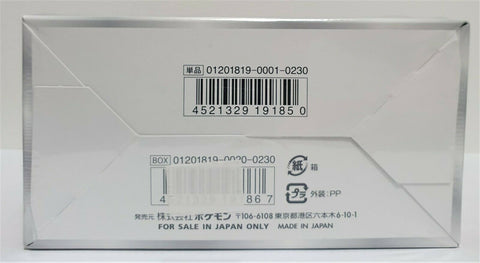 単品 01201819-0001-0230
4521329 191850
BOX 01201819-0020-0230
867
紙 箱
プラ 外装:PP
発売元 株式会社ポケモン 〒106-6108 東京都港区六本木6-10-1
FOR SALE IN JAPAN ONLY MADE IN JAPAN